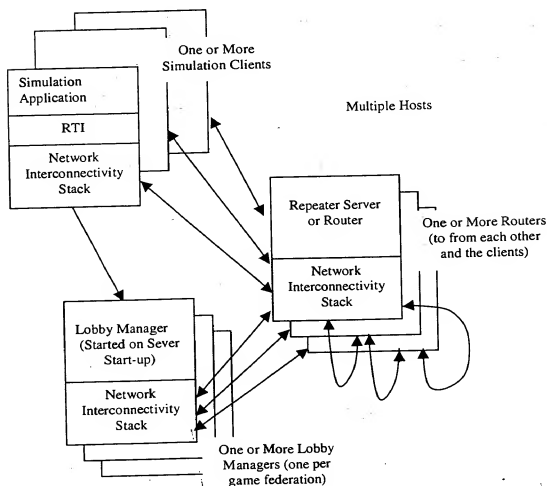 One or More
Simulation Clients
Simulation
Application
RTI
Network
Interconnectivity
Stack
Multiple Hosts
Repeater Server
or Router
Network
Interconnectivity
Stack
One or More Routers
(to from each other
and the clients)
Lobby Manager
(Started on Sever
Start-up)
Network
Interconnectivity
Stack
One or More Lobby
Managers (one per
game federation)